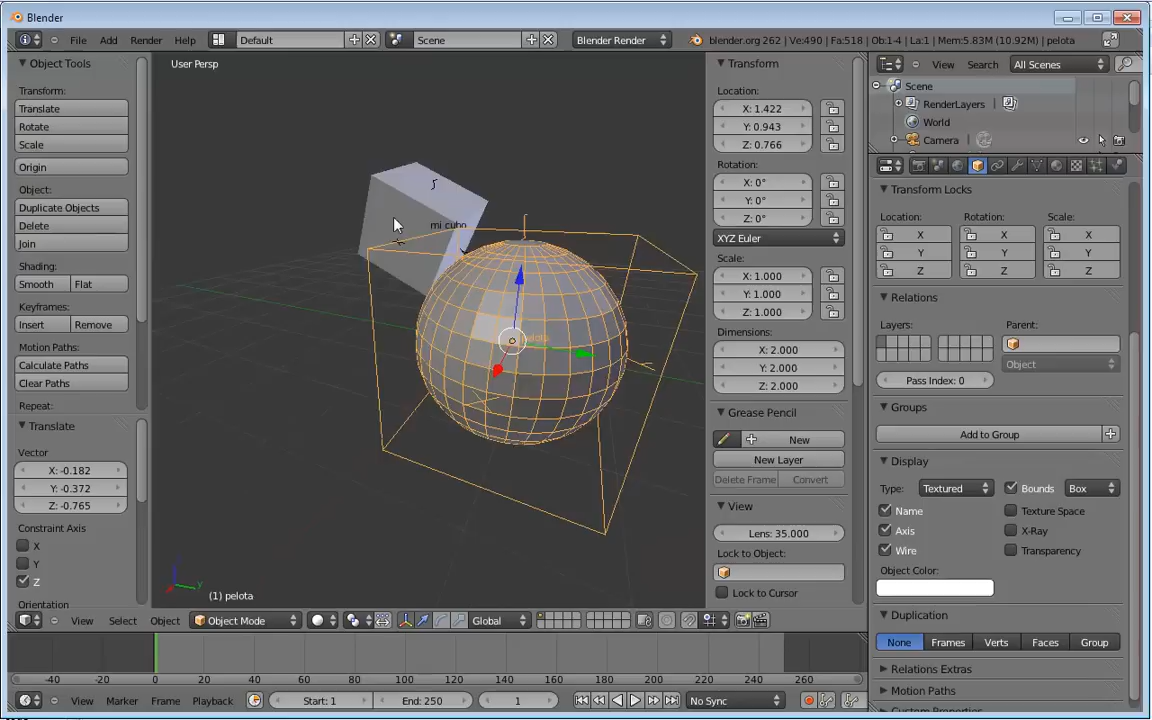 Blender
File Add Render Help Default Scene Blender Render blender.org 262 | Ve:490 | Fa:518 | Ob:1-4 | La:1 | Mem:5.83M (10.92M) | pelota
Object Tools
Transform:
Translate
Rotate
Scale
Origin
Object:
Duplicate Objects
Delete
Join
Shading:
Smooth Flat
Keyframes:
Insert Remove
Motion Paths:
Calculate Paths
Clear Paths
Repeat:
Translate
Vector
X: -0.182
Y: -0.372
Z: -0.765
Constraint Axis
X
Y
Z
Orientation
User Persp
mi cubo
pelota
y
(1) pelota
Transform
Location:
X: 1.422
Y: 0.943
Z: 0.766
Rotation:
X: 0°
Y: 0°
Z: 0°
XYZ Euler
Scale:
X: 1.000
Y: 1.000
Z: 1.000
Dimensions:
X: 2.000
Y: 2.000
Z: 2.000
Grease Pencil
New
New Layer
Delete Frame Convert
View
Lens: 35.000
Lock to Object:
Lock to Cursor
View Search All Scenes
Scene
RenderLayers
World
Camera
Transform Locks
Location: Rotation: Scale:
X X X
Y Y Y
Z Z Z
Relations
Layers: Parent:
Object
Pass Index: 0
Groups
Add to Group
Display
Type: Textured Bounds Box
Name Texture Space
Axis X-Ray
Wire Transparency
Object Color:
Duplication
None Frames Verts Faces Group
Relations Extras
Motion Paths
View Select Object Object Mode Global
-40 -20 0 20 40 60 80 100 120 140 160 180 200 220 240 260
View Marker Frame Playback Start: 1 End: 250 1 No Sync